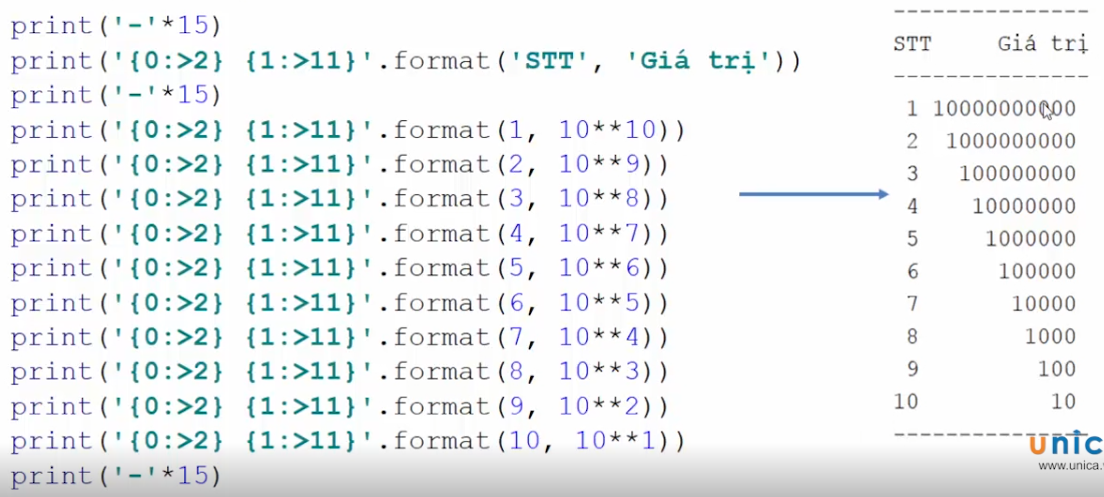 print('-'*15)
print('{0:>2} {1:>11}'.format('STT', 'Giá trị'))
print('-'*15)
print('{0:>2} {1:>11}'.format(1, 10**10))
print('{0:>2} {1:>11}'.format(2, 10**9))
print('{0:>2} {1:>11}'.format(3, 10**8))
print('{0:>2} {1:>11}'.format(4, 10**7))
print('{0:>2} {1:>11}'.format(5, 10**6))
print('{0:>2} {1:>11}'.format(6, 10**5))
print('{0:>2} {1:>11}'.format(7, 10**4))
print('{0:>2} {1:>11}'.format(8, 10**3))
print('{0:>2} {1:>11}'.format(9, 10**2))
print('{0:>2} {1:>11}'.format(10, 10**1))
print('-'*15)
---------------
STT     Giá trị
---------------
 1 10000000000
 2  1000000000
 3   100000000
 4    10000000
 5     1000000
 6      100000
 7       10000
 8        1000
 9         100
10          10
---------------
unic
www.unica.